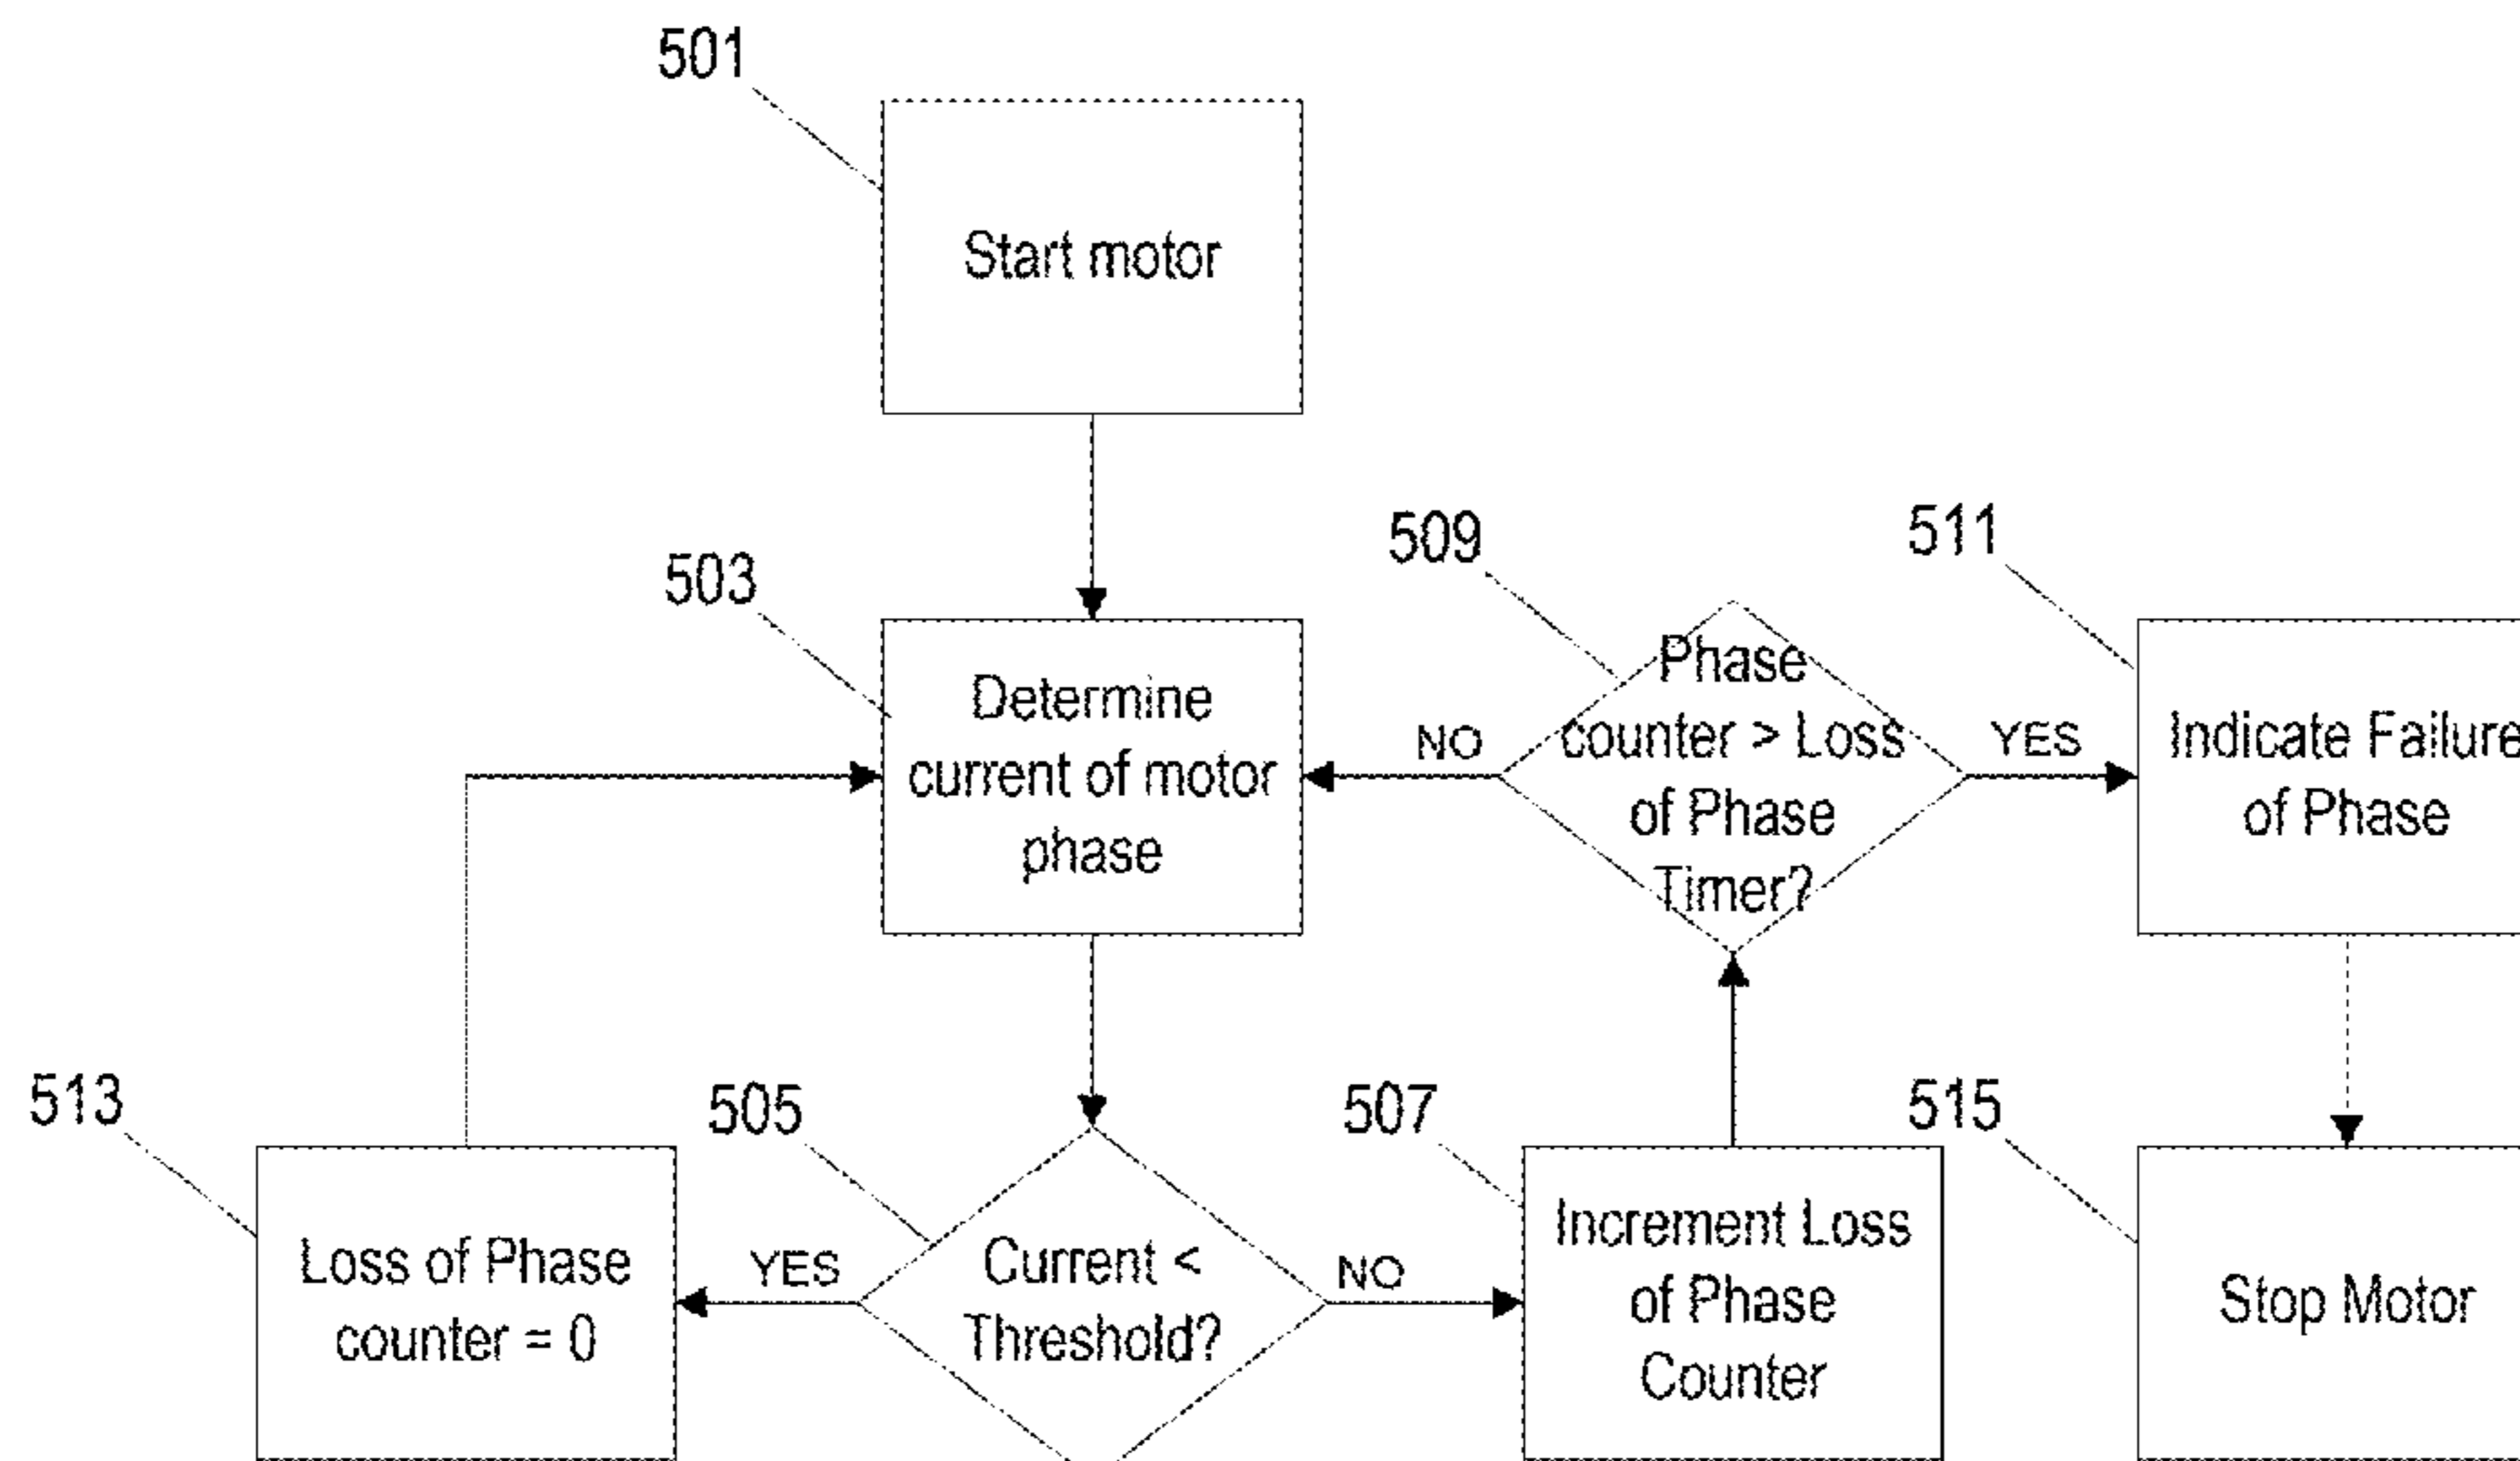 501
Start motor
503
Determine
current of motor
phase
509
Phase
counter > Loss
of Phase
Timer?
NO
YES
511
Indicate Failure
of Phase
513
Loss of Phase
counter = 0
505
YES
Current <
Threshold?
NO
507
Increment Loss
of Phase
Counter
515
Stop Motor